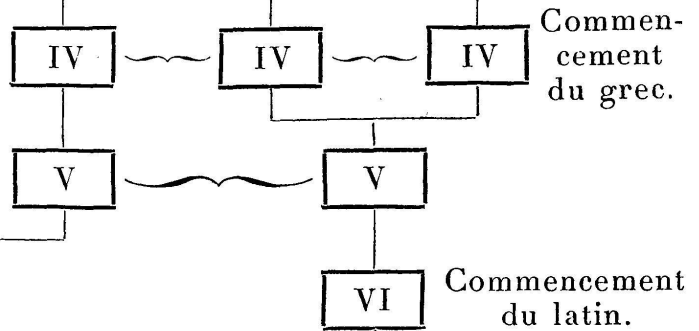 Commen-
IV IV IV cement
du grec.
V V
VI Commencement
du latin.